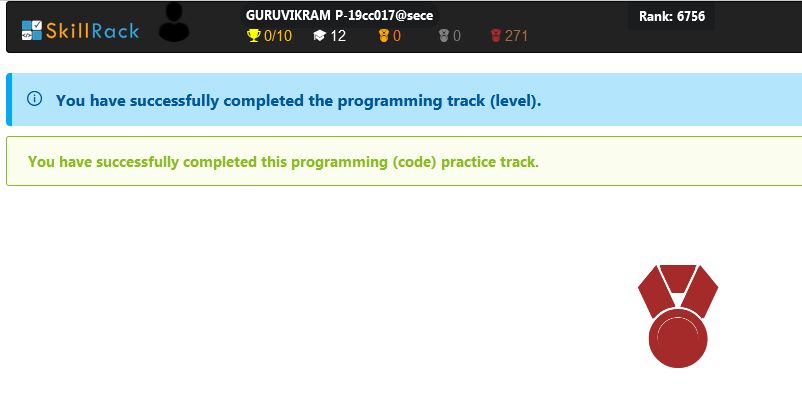 SkillRack
GURUVIKRAM P-19cc017@sece
Rank: 6756
0/10 12 0 0 271
You have successfully completed the programming track (level).
You have successfully completed this programming (code) practice track.